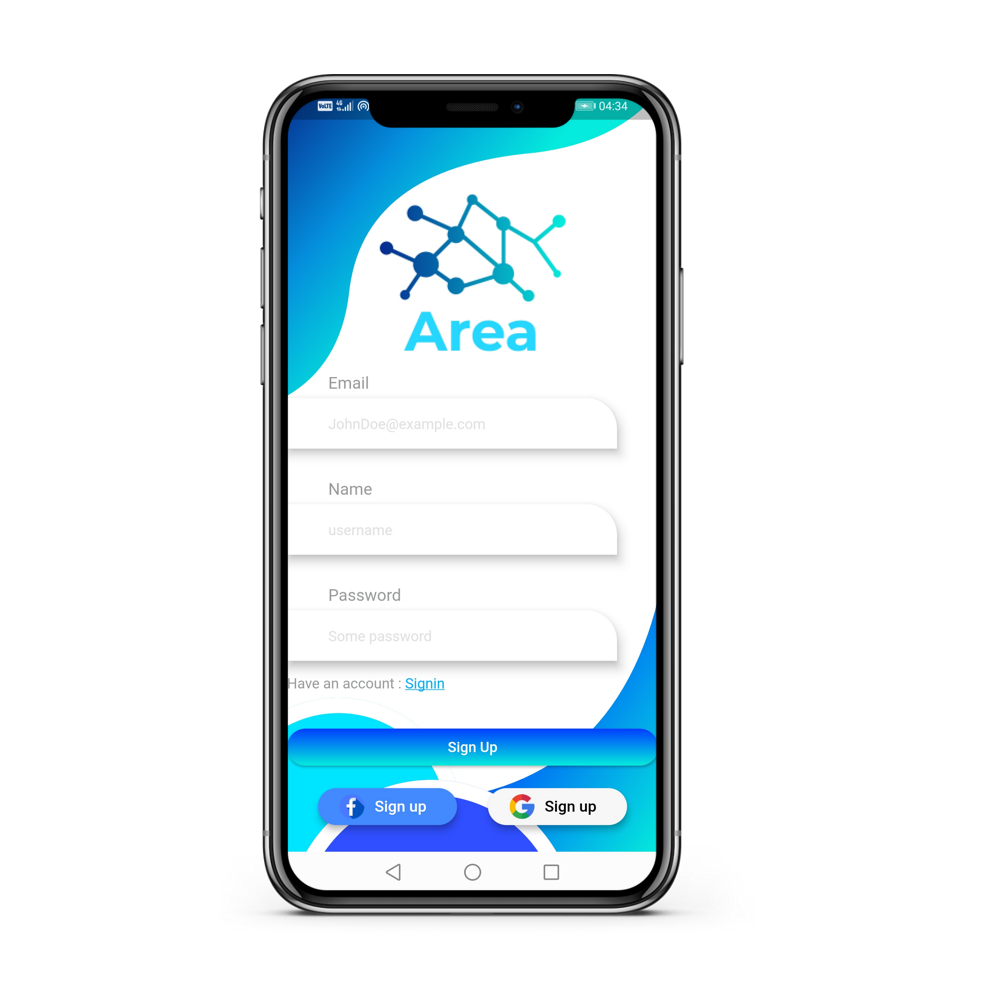 VoLTE 4G 04:34
Area
Email
JohnDoe@example.com
Name
username
Password
Some password
Have an account : Signin
Sign Up
f Sign up G Sign up